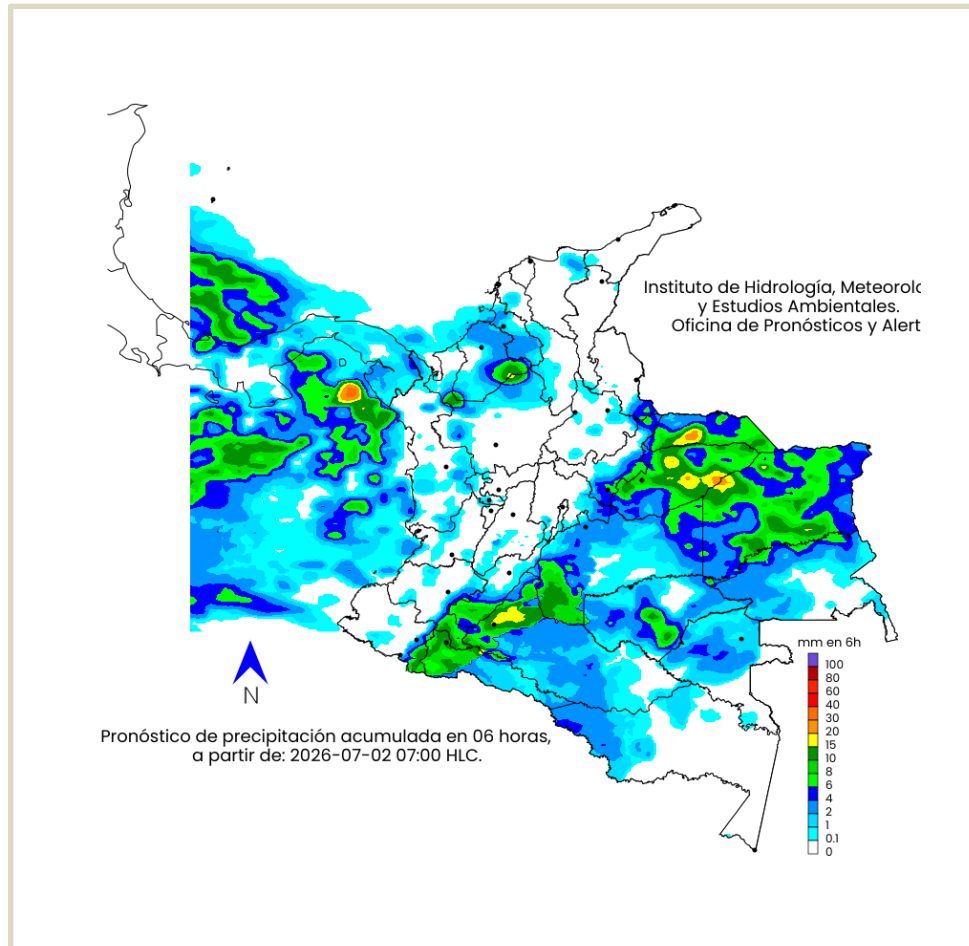 Instituto de Hidrología, Meteorolo
y Estudios Ambientales.
Oficina de Pronósticos y Alert
mm en 6h
100
80
60
40
30
20
15
10
8
6
4
2
1
0.1
0
N
Pronóstico de precipitación acumulada en 06 horas,
a partir de: 2026-07-02 07:00 HLC.